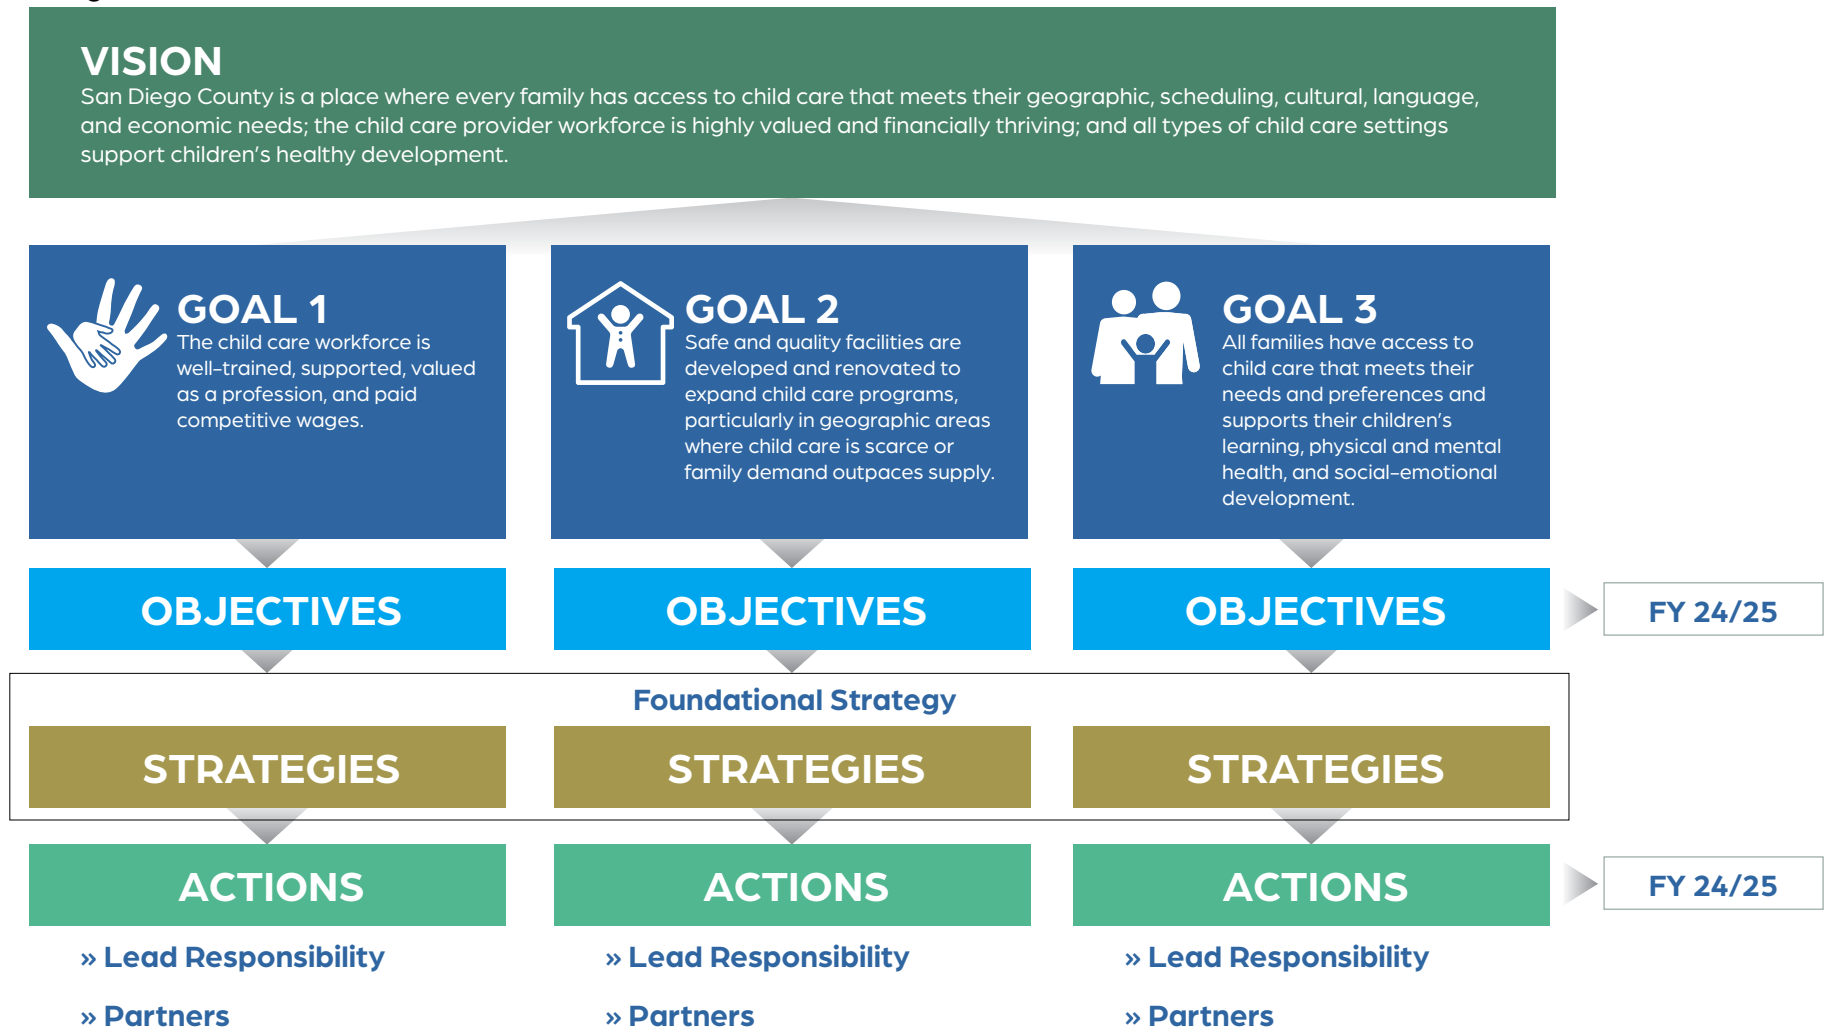 VISION
San Diego County is a place where every family has access to child care that meets their geographic, scheduling, cultural, language,
and economic needs; the child care provider workforce is highly valued and financially thriving; and all types of child care settings
support children's healthy development.
GOAL 1
The child care workforce is
well-trained, supported, valued
as a profession, and paid
competitive wages.
GOAL 2
Safe and quality facilities are
developed and renovated to
expand child care programs,
particularly in geographic areas
where child care is scarce or
family demand outpaces supply.
GOAL 3
All families have access to
child care that meets their
needs and preferences and
supports their children's
learning, physical and mental
health, and social-emotional
development.
OBJECTIVES
OBJECTIVES
OBJECTIVES
FY 24/25
Foundational Strategy
STRATEGIES
STRATEGIES
STRATEGIES
ACTIONS
ACTIONS
ACTIONS
FY 24/25
» Lead Responsibility
» Partners
» Lead Responsibility
» Partners
» Lead Responsibility
» Partners